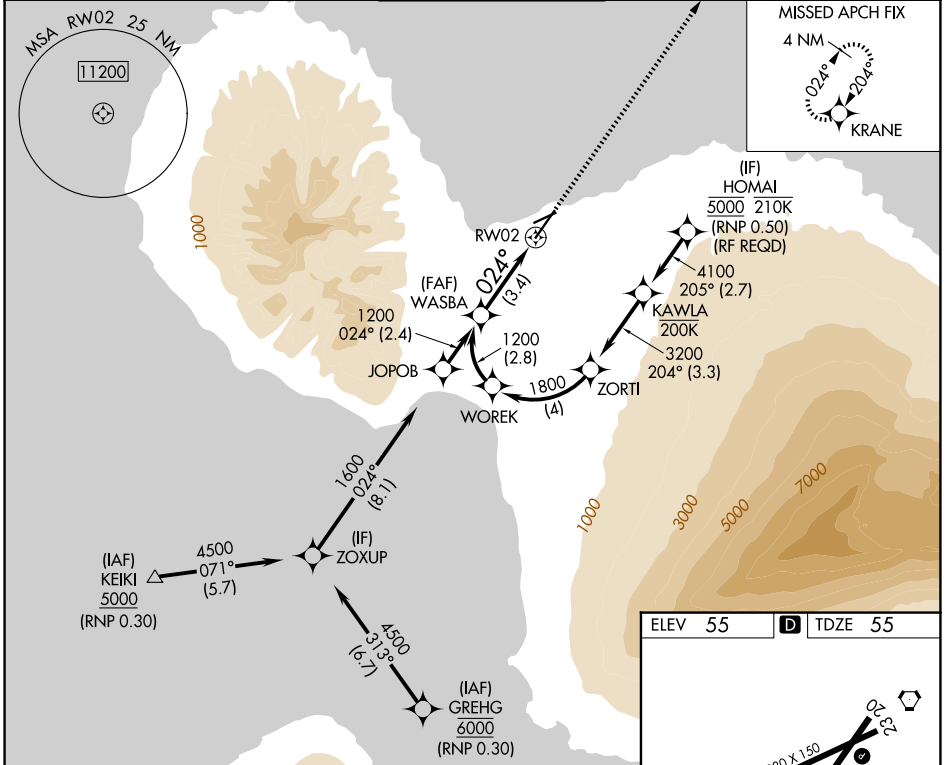 MSA RW02 25 NM
11200
MISSED APCH FIX
4 NM
024°
204°
KRANE
1000
(IF)
HOMAI
5000 210K
(RNP 0.50)
(RF REQD)
RW02
4100
205° (2.7)
(FAF)
WASBA
024°
(3.4)
KAWLA
200K
1200
024° (2.4)
1200
(2.8)
3200
204° (3.3)
JOPOB
ZORTI
1800
(4)
WOREK
1600
024°
(8.1)
1000
3000
5000
7000
(IF)
ZOXUP
(IAF)
KEIKI
5000
(RNP 0.30)
4500
071°
(5.7)
4500
313°
(6.7)
(IAF)
GREHG
6000
(RNP 0.30)
ELEV 55
D
TDZE 55
20
23
X 150
P